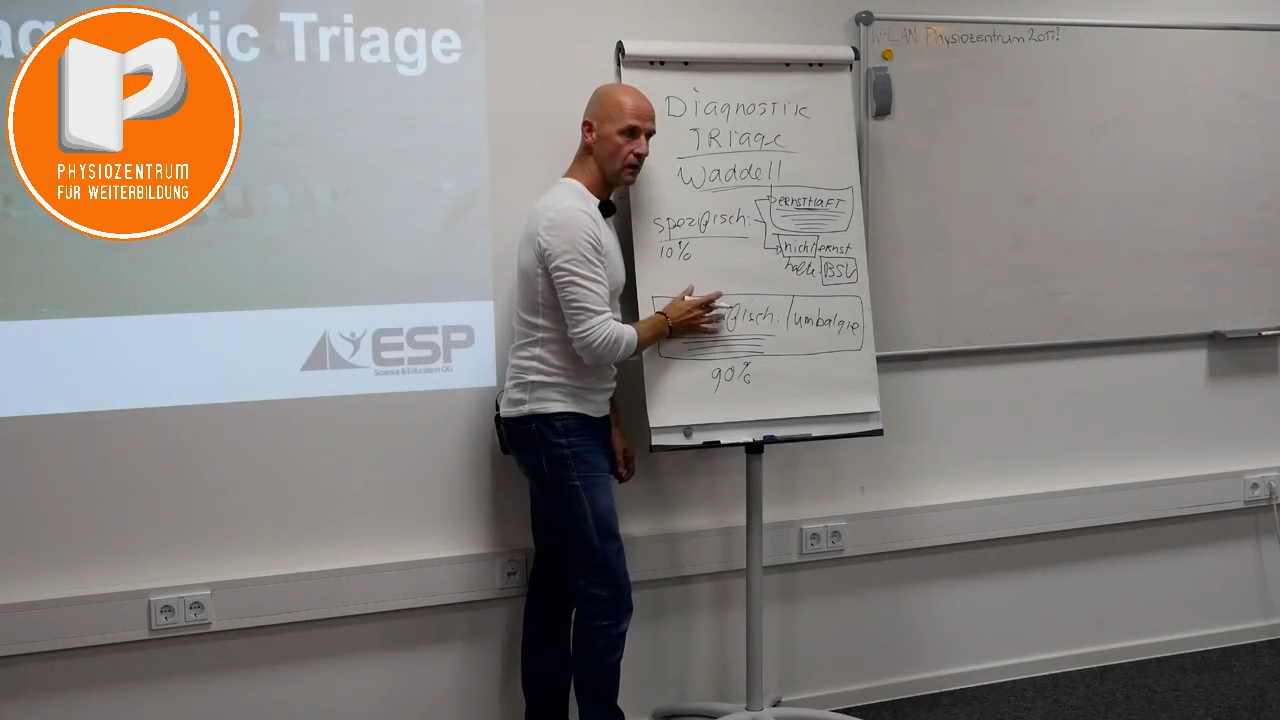 Triage
PHYSIOZENTRUM
FÜR WEITERBILDUNG
ESP
Science & Education OG
Diagnostik
TRiage
Waddell
spezifisch:
10%
ERNSTHAFT
nicht ernst
hafte BSV
lumbalgie
90%
W-LAN Physiozentrum2017!